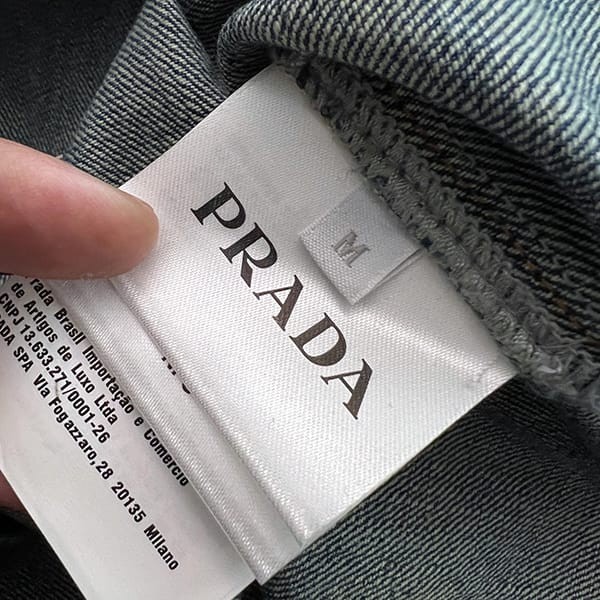 PRADA
M
rada Brasil Importação e Comercio
de Artigos de Luxo Ltda
CNPJ 13.633.271/0001-26
ADA SPA Via Fogazzaro, 28 20135 Milano